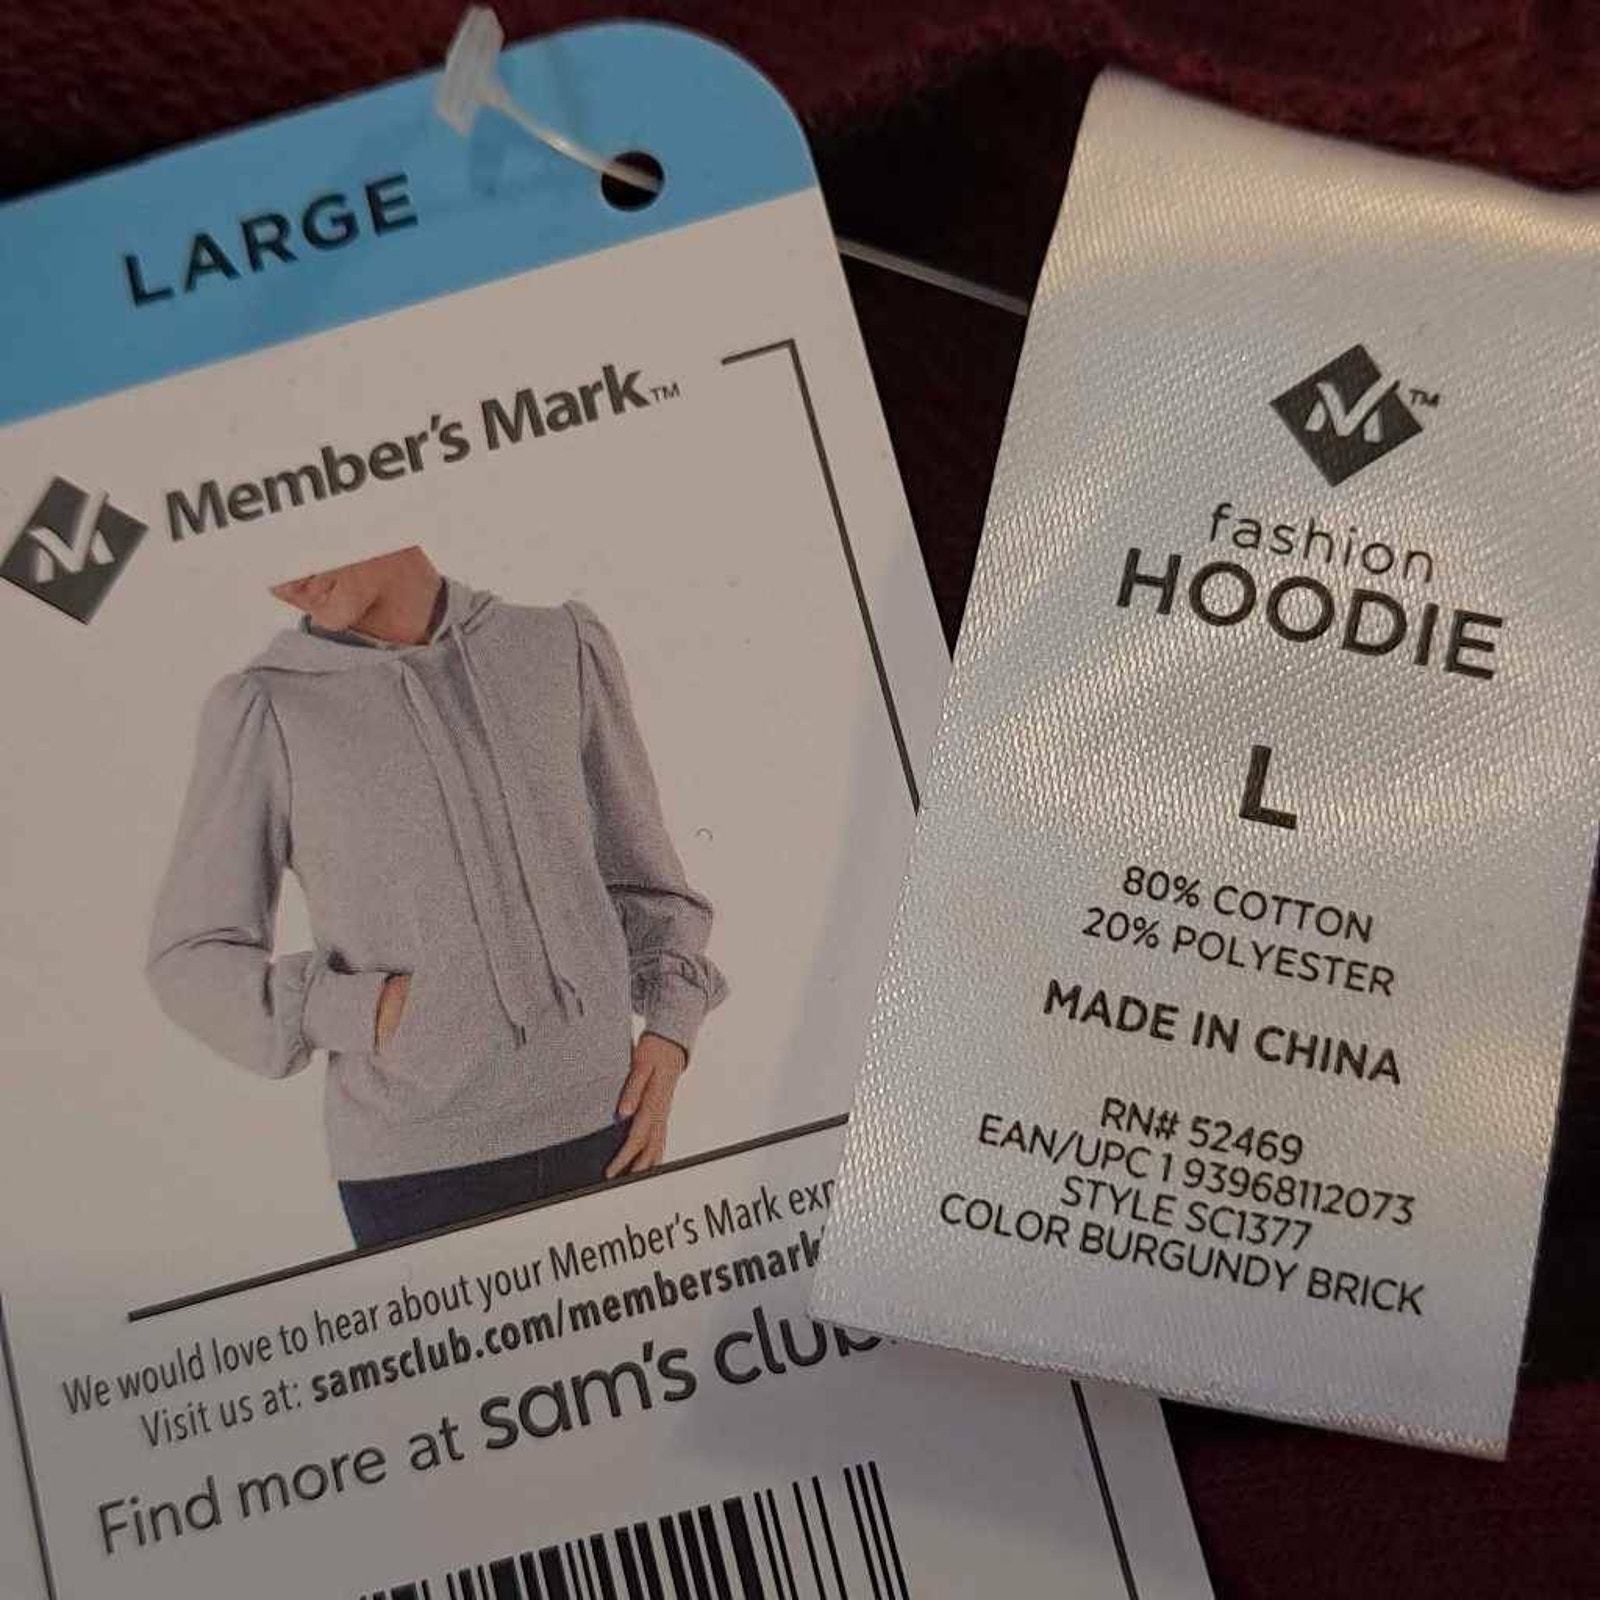 LARGE
Member's Mark™
We would love to hear about your Member's Mark
Visit us at: samsclub.com/membersmark
Find more at sam's club
™
fashion
HOODIE
L
80% COTTON
20% POLYESTER
MADE IN CHINA
RN# 52469
EAN/UPC 1 93968112073
STYLE SC1377
COLOR BURGUNDY BRICK